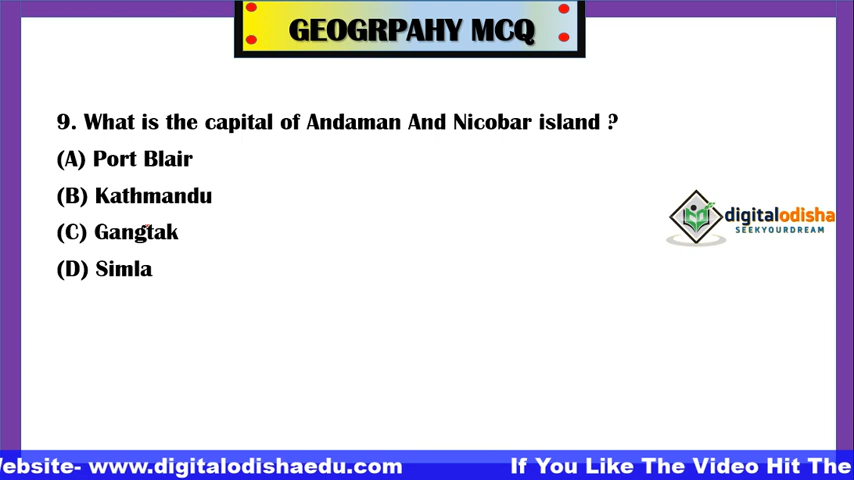 GEOGRPAHY MCQ
9. What is the capital of Andaman And Nicobar island ?
(A) Port Blair
(B) Kathmandu
(C) Gangtak
(D) Simla
digitalodisha
SEEKYOURDREAM
Website- www.digitalodishaedu.com If You Like The Video Hit The